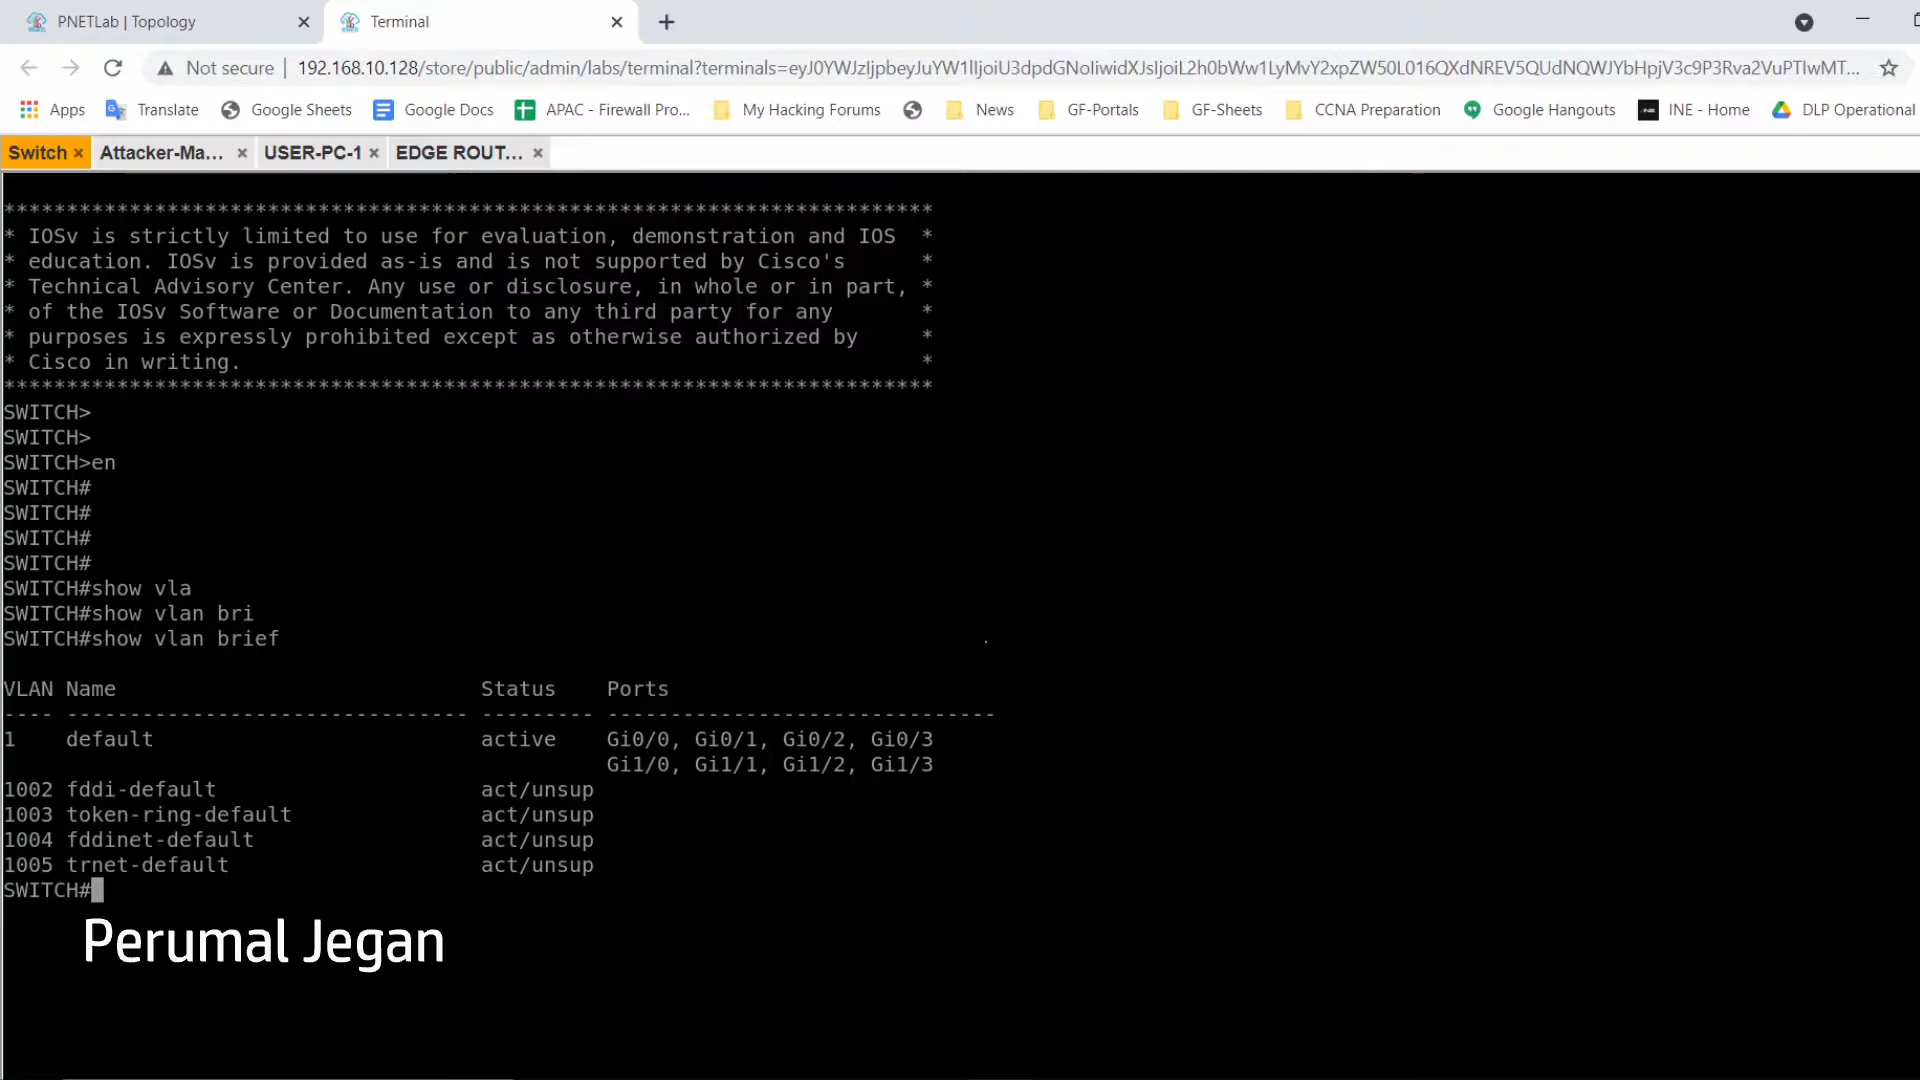 PNETLab | Topology
Terminal
Not secure | 192.168.10.128/store/public/admin/labs/terminal?terminals=eyJ0YWJzIjpbeyJuYW1lIjoiU3dpdGNoIiwidXJsIjoiL2h0bWw1LyMvY2xpZW50L016QXdNREV5QUdNQWJYbHpjV3c9P3Rva2VuPTIwMT...
Apps Translate Google Sheets Google Docs APAC - Firewall Pro... My Hacking Forums News GF-Portals GF-Sheets CCNA Preparation Google Hangouts INE - Home DLP Operational
Switch × Attacker-Ma... × USER-PC-1 × EDGE ROUT... ×
**************************************************************************
* IOSv is strictly limited to use for evaluation, demonstration and IOS *
* education. IOSv is provided as-is and is not supported by Cisco's *
* Technical Advisory Center. Any use or disclosure, in whole or in part, *
* of the IOSv Software or Documentation to any third party for any *
* purposes is expressly prohibited except as otherwise authorized by *
* Cisco in writing. *
**************************************************************************
SWITCH>
SWITCH>
SWITCH>en
SWITCH#
SWITCH#
SWITCH#
SWITCH#
SWITCH#show vla
SWITCH#show vlan bri
SWITCH#show vlan brief
VLAN Name Status Ports
---- -------------------------------- --------- -------------------------------
1 default active Gi0/0, Gi0/1, Gi0/2, Gi0/3
Gi1/0, Gi1/1, Gi1/2, Gi1/3
1002 fddi-default act/unsup
1003 token-ring-default act/unsup
1004 fddinet-default act/unsup
1005 trnet-default act/unsup
SWITCH#
Perumal Jegan